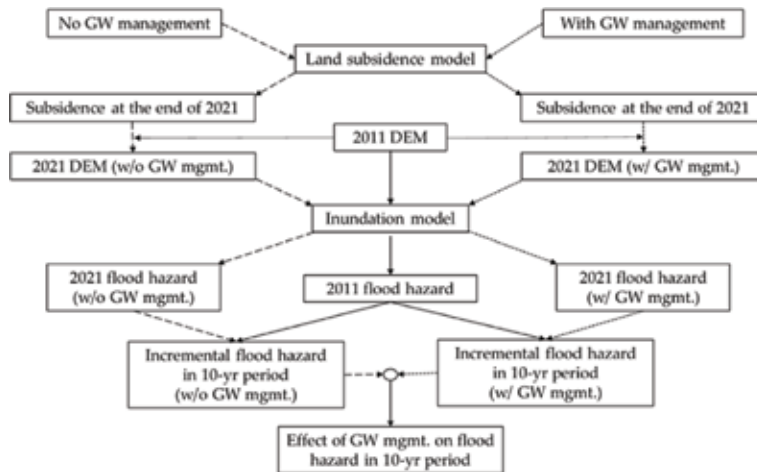 No GW management
With GW management
Land subsidence model
Subsidence at the end of 2021
Subsidence at the end of 2021
2011 DEM
2021 DEM (w/o GW mgmt.)
2021 DEM (w/ GW mgmt.)
Inundation model
2021 flood hazard
(w/o GW mgmt.)
2011 flood hazard
2021 flood hazard
(w/ GW mgmt.)
Incremental flood hazard
in 10-yr period
(w/o GW mgmt.)
Incremental flood hazard
in 10-yr period
(w/ GW mgmt.)
Effect of GW mgmt. on flood
hazard in 10-yr period